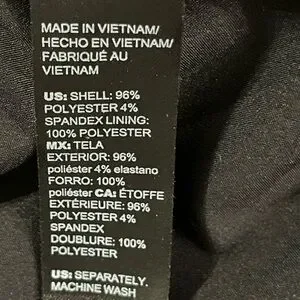 MADE IN VIETNAM/
HECHO EN VIETNAM/
FABRIQUÉ AU
VIETNAM
US: SHELL: 96%
POLYESTER 4%
SPANDEX LINING:
100% POLYESTER
MX: TELA
EXTERIOR: 96%
poliéster 4% elastano
FORRO: 100%
poliéster CA: ÉTOFFE
EXTÉRIEURE: 96%
POLYESTER 4%
SPANDEX
DOUBLURE: 100%
POLYESTER
US: SEPARATELY.
MACHINE WASH